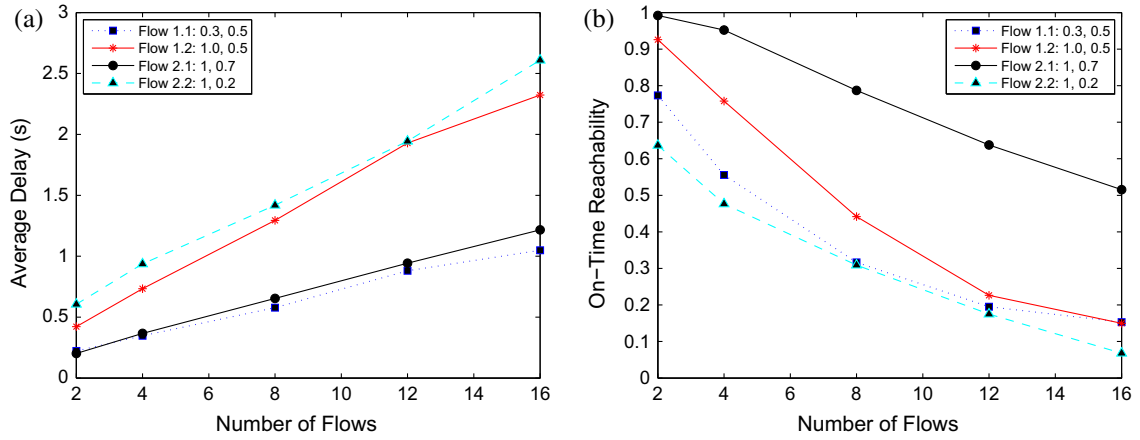 (a)
3
2.5
2
1.5
1
0.5
0
2
4
6
8
10
12
14
16
Average Delay (s)
Number of Flows
Flow 1.1: 0.3, 0.5
Flow 1.2: 1.0, 0.5
Flow 2.1: 1, 0.7
Flow 2.2: 1, 0.2
(b)
1
0.9
0.8
0.7
0.6
0.5
0.4
0.3
0.2
0.1
0
2
4
6
8
10
12
14
16
On−Time Reachability
Number of Flows
Flow 1.1: 0.3, 0.5
Flow 1.2: 1.0, 0.5
Flow 2.1: 1, 0.7
Flow 2.2: 1, 0.2